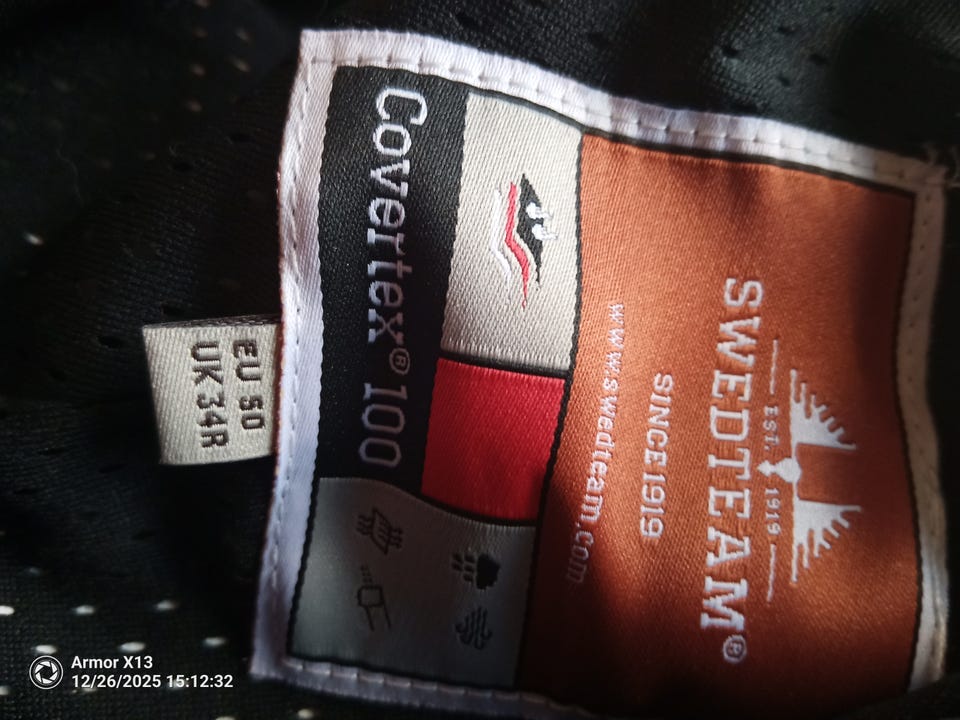 EST. 1919
SWEDTEAM®
SINCE 1919
www.swedteam.com
Covertex® 100
EU 50
UK 34R
Armor X13
12/26/2025 15:12:32